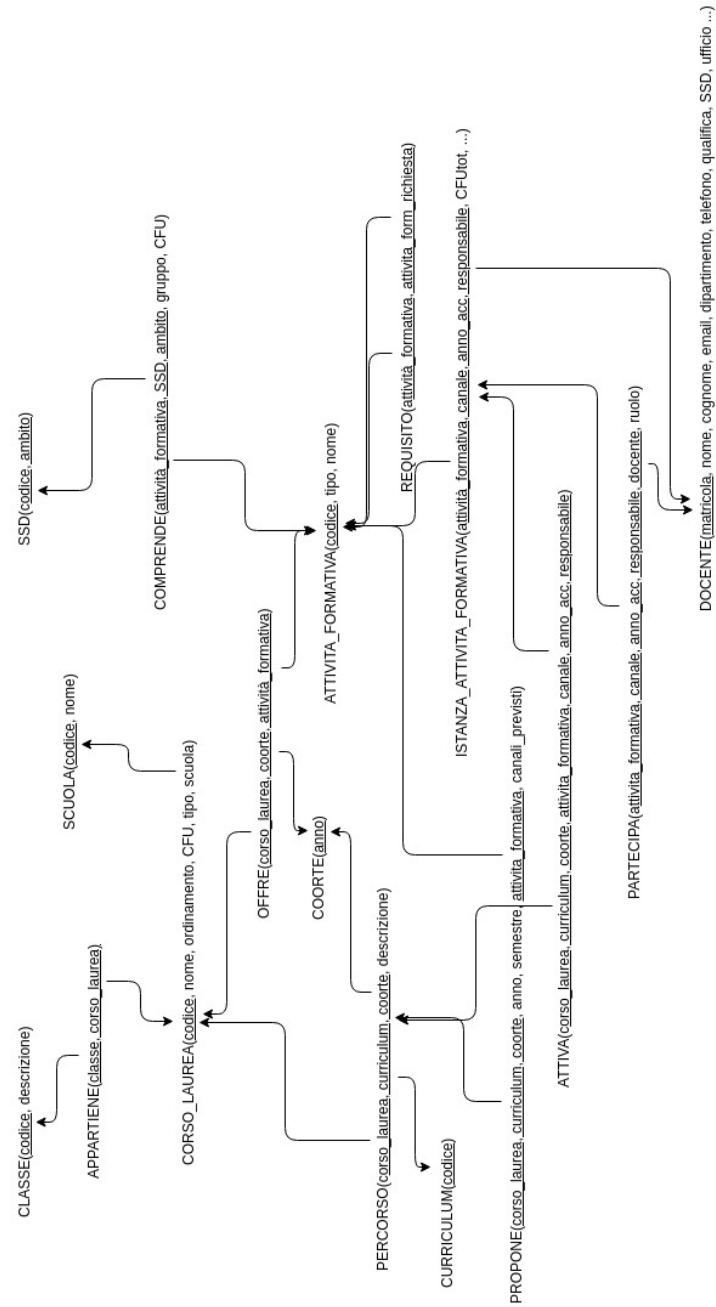 CLASSE(codice, descrizione)
SSD(codice, ambito)
SCUOLA(codice, nome)
APPARTIENE(classe, corso_laurea)
COMPRENDE(attività_formativa, SSD, ambito, gruppo, CFU)
CORSO_LAUREA(codice, nome, ordinamento, CFU, tipo, scuola)
OFFRE(corso_laurea, coorte, attività_formativa)
COORTE(anno)
ATTIVITA_FORMATIVA(codice, tipo, nome)
PERCORSO(corso_laurea, curriculum, coorte, descrizione)
REQUISITO(attività_formativa, attività_form_richiesta)
CURRICULUM(codice)
ISTANZA_ATTIVITA_FORMATIVA(attività_formativa, canale, anno_acc, responsabile, CFUtot, ...)
PROPONE(corso_laurea, curriculum, coorte, anno, semestre, attivita_formativa, canali_previsti)
ATTIVA(corso_laurea, curriculum, coorte, attività_formativa, canale, anno_acc, responsabile)
PARTECIPA(attivita_formativa, canale, anno_acc, responsabile, docente, ruolo)
DOCENTE(matricola, nome, cognome, email, dipartimento, telefono, qualifica, SSD, ufficio ...)